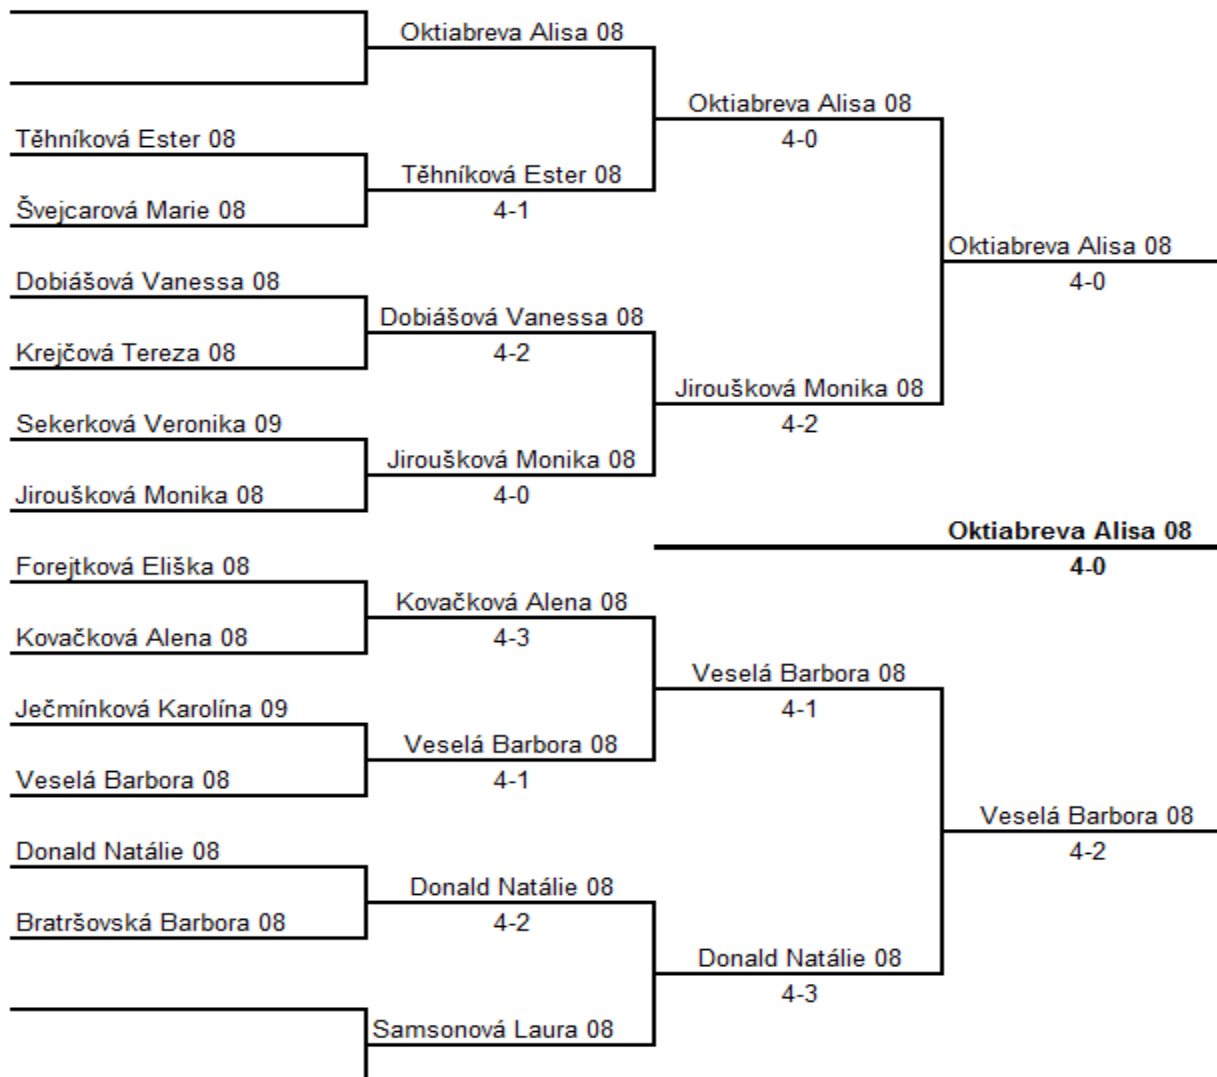 Oktiabreva Alisa 08
Oktiabreva Alisa 08
4-0
Těhníková Ester 08
Těhníková Ester 08
4-1
Švejcarová Marie 08
Oktiabreva Alisa 08
4-0
Dobiášová Vanessa 08
Dobiášová Vanessa 08
4-2
Krejčová Tereza 08
Jiroušková Monika 08
4-2
Sekerková Veronika 09
Jiroušková Monika 08
4-0
Jiroušková Monika 08
Oktiabreva Alisa 08
4-0
Forejtková Eliška 08
Kovačková Alena 08
4-3
Kovačková Alena 08
Veselá Barbora 08
4-1
Ječmínková Karolína 09
Veselá Barbora 08
4-1
Veselá Barbora 08
Veselá Barbora 08
4-2
Donald Natálie 08
Donald Natálie 08
4-2
Bratršovská Barbora 08
Donald Natálie 08
4-3
Samsonová Laura 08